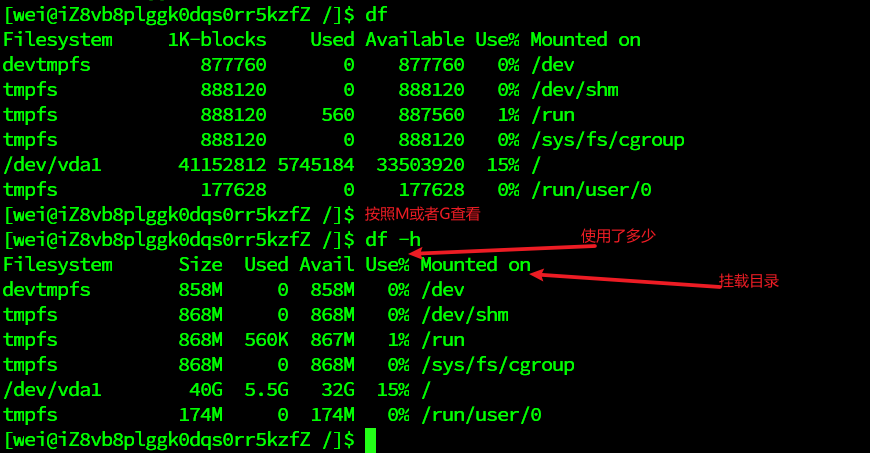 [wei@iZ8vb8plggk0dqs0rr5kzfZ /]$ df
Filesystem     1K-blocks    Used Available Use% Mounted on
devtmpfs          877760       0    877760   0% /dev
tmpfs             888120       0    888120   0% /dev/shm
tmpfs             888120     560    887560   1% /run
tmpfs             888120       0    888120   0% /sys/fs/cgroup
/dev/vda1       41152812 5745184  33503920  15% /
tmpfs             177628       0    177628   0% /run/user/0
[wei@iZ8vb8plggk0dqs0rr5kzfZ /]$ 按照M或者G查看
[wei@iZ8vb8plggk0dqs0rr5kzfZ /]$ df -h 使用了多少
Filesystem      Size  Used Avail Use% Mounted on
devtmpfs        858M     0  858M   0% /dev 挂载目录
tmpfs           868M     0  868M   0% /dev/shm
tmpfs           868M  560K  867M   1% /run
tmpfs           868M     0  868M   0% /sys/fs/cgroup
/dev/vda1        40G  5.5G   32G  15% /
tmpfs           174M     0  174M   0% /run/user/0
[wei@iZ8vb8plggk0dqs0rr5kzfZ /]$